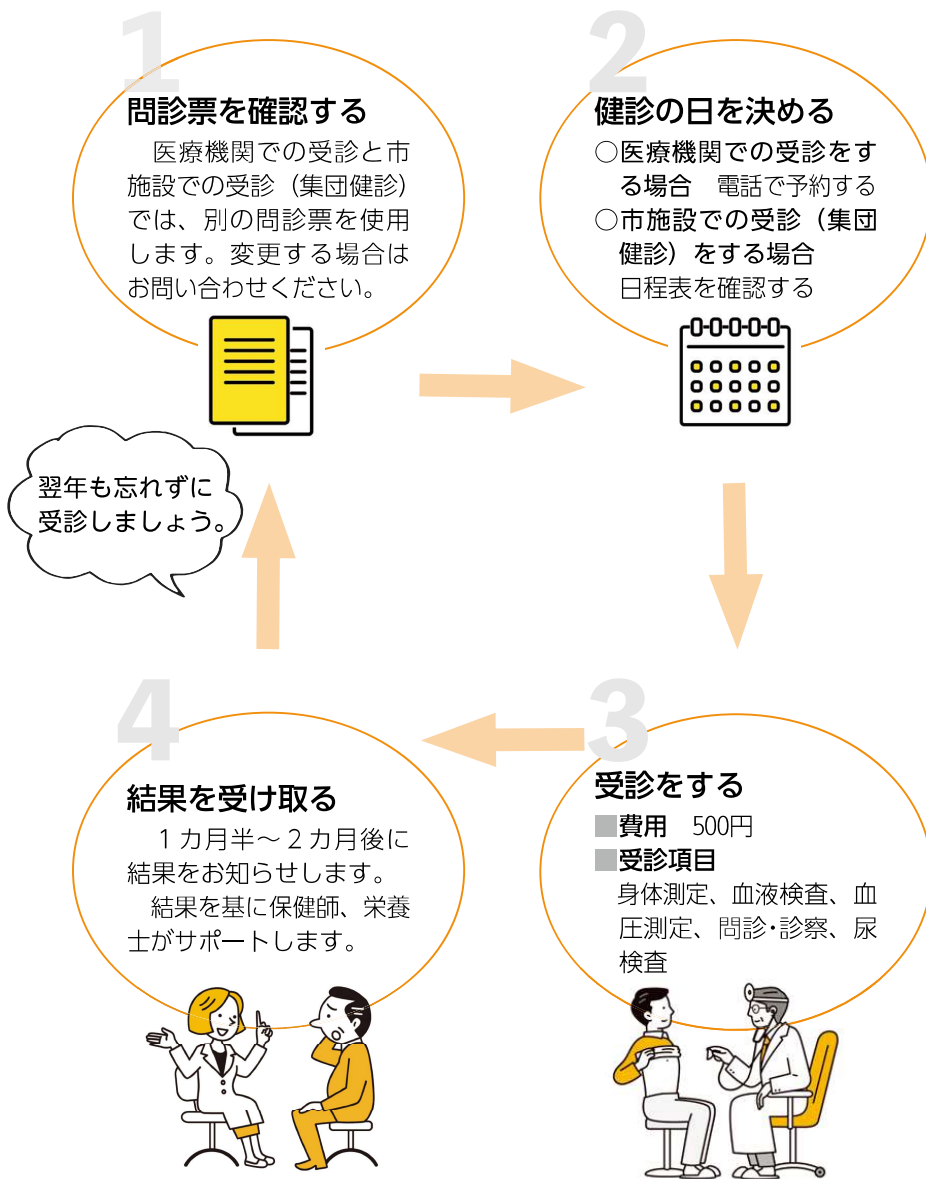 1
問診票を確認する
医療機関での受診と市
施設での受診（集団健診）
では、別の問診票を使用
します。変更する場合は
お問い合わせください。
2
健診の日を決める
○医療機関での受診をす
る場合　電話で予約する
○市施設での受診（集団
健診）をする場合
日程表を確認する
3
受診をする
■費用　500円
■受診項目
身体測定、血液検査、血
圧測定、問診・診察、尿
検査
4
結果を受け取る
１カ月半～２カ月後に
結果をお知らせします。
結果を基に保健師、栄養
士がサポートします。
翌年も忘れずに
受診しましょう。